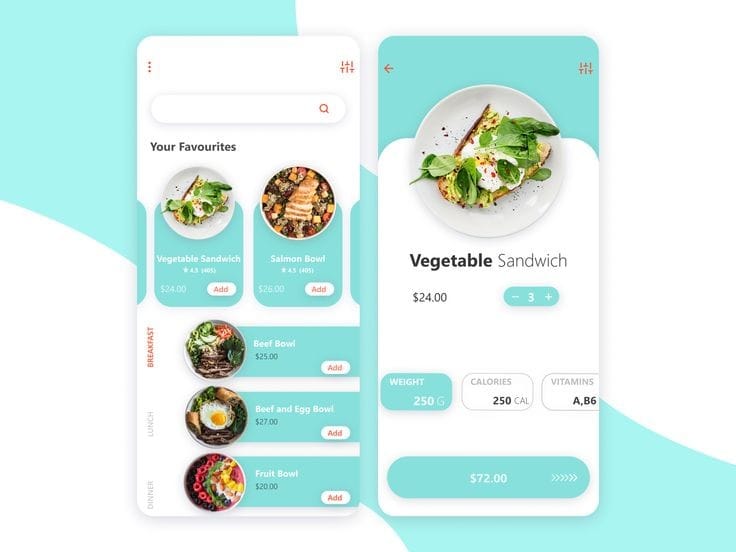 Your Favourites
Vegetable Sandwich
★ 4.5 (405)
$24.00
Add
Salmon Bowl
★ 4.5 (405)
$26.00
Add
BREAKFAST
LUNCH
DINNER
Beef Bowl
$25.00
Add
Beef and Egg Bowl
$27.00
Add
Fruit Bowl
$20.00
Add
Vegetable Sandwich
$24.00
− 3 +
WEIGHT
250 G
CALORIES
250 CAL
VITAMINS
A,B6
$72.00